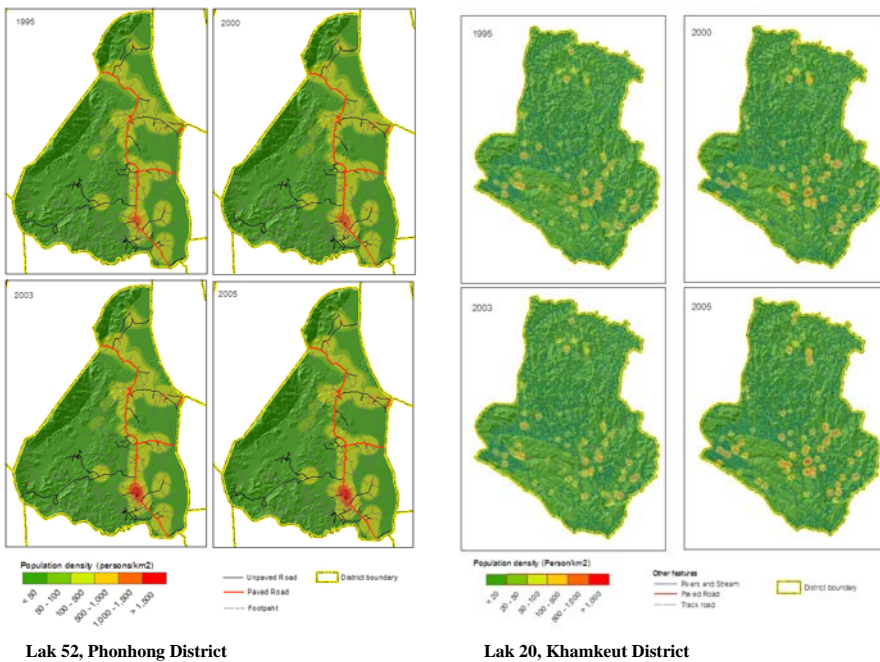 1995
2000
2003
2005
Population density (persons/km2)
< 50
50 - 100
100 - 500
500 - 1,000
1,000 - 1,500
> 1,500
Unpaved Road
Paved Road
Footpaht
District boundary
Lak 52, Phonhong District
1995
2000
2003
2005
Population density (Person/km2)
< 20
20 - 50
50 - 100
100 - 500
500 - 1,000
> 1,000
Other features
Rivers and Stream
Paved Road
Track road
District boundary
Lak 20, Khamkeut District